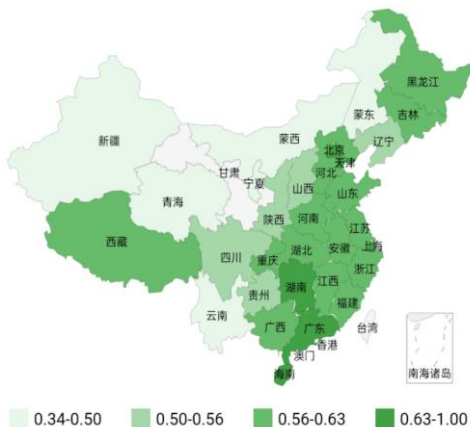 黑龙江
吉林
蒙东
辽宁
新疆
蒙西
北京
天津
河北
甘肃
宁夏
山西
青海
山东
陕西
河南
江苏
西藏
四川
重庆
湖北
安徽
上海
浙江
贵州
湖南
江西
福建
云南
广西
广东
台湾
香港
澳门
海南
南海诸岛
0.34-0.50
0.50-0.56
0.56-0.63
0.63-1.00